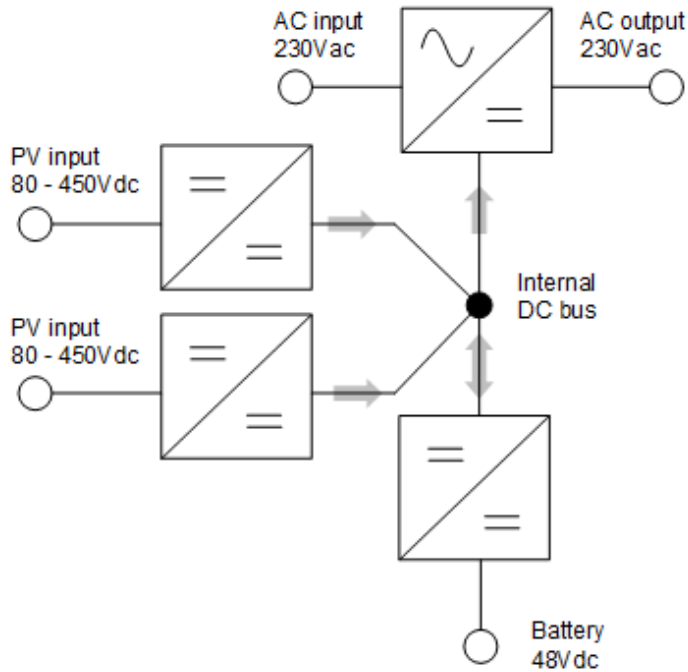 AC input
230Vac
AC output
230Vac
PV input
80 - 450Vdc
PV input
80 - 450Vdc
Internal
DC bus
Battery
48Vdc